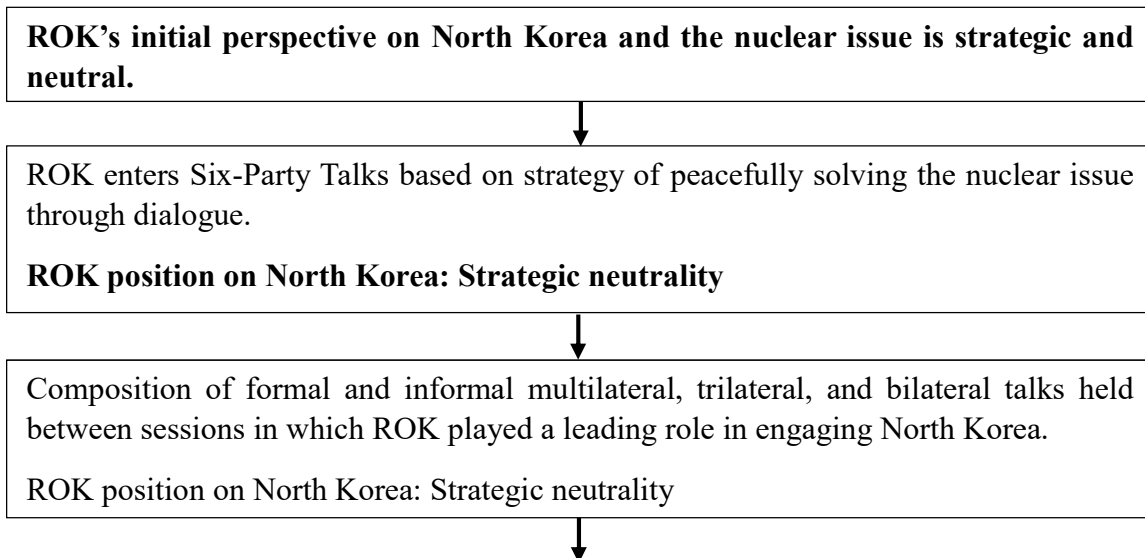 ROK’s initial perspective on North Korea and the nuclear issue is strategic and
neutral.
ROK enters Six-Party Talks based on strategy of peacefully solving the nuclear issue
through dialogue.
ROK position on North Korea: Strategic neutrality
Composition of formal and informal multilateral, trilateral, and bilateral talks held
between sessions in which ROK played a leading role in engaging North Korea.
ROK position on North Korea: Strategic neutrality